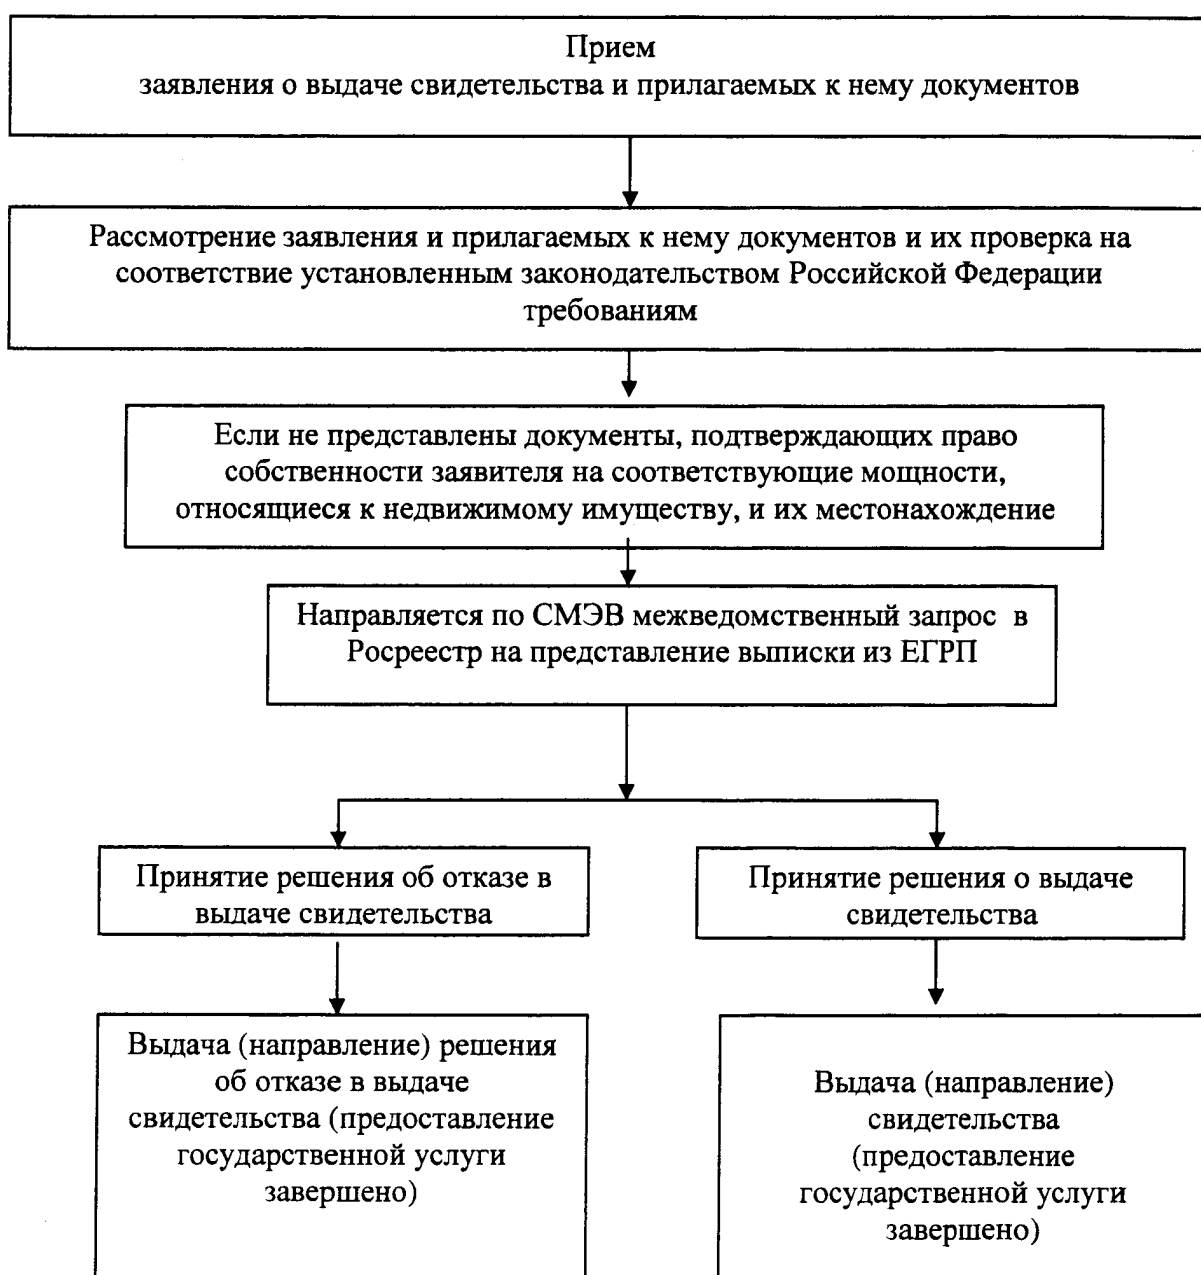 Прием
заявления о выдаче свидетельства и прилагаемых к нему документов
Рассмотрение заявления и прилагаемых к нему документов и их проверка на
соответствие установленным законодательством Российской Федерации
требованиям
Если не представлены документы, подтверждающих право
собственности заявителя на соответствующие мощности,
относящиеся к недвижимому имуществу, и их местонахождение
Направляется по СМЭВ межведомственный запрос в
Росреестр на представление выписки из ЕГРП
Принятие решения об отказе в
выдаче свидетельства
Принятие решения о выдаче
свидетельства
Выдача (направление) решения
об отказе в выдаче
свидетельства (предоставление
государственной услуги
завершено)
Выдача (направление)
свидетельства
(предоставление
государственной услуги
завершено)